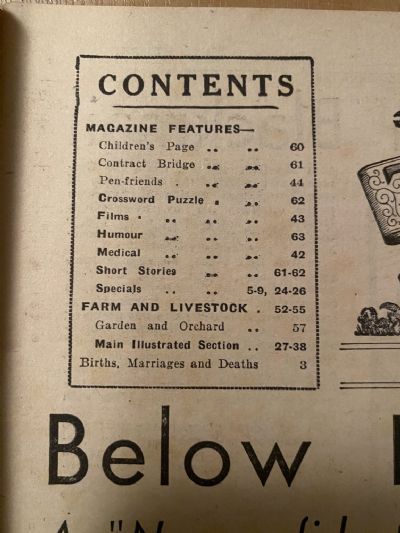 CONTENTS
MAGAZINE FEATURES—
Children's Page .. .. 60
Contract Bridge .. .. 61
Pen-friends . .. .. 44
Crossword Puzzle . .. 62
Films . .. .. .. 43
Humour .. .. .. 63
Medical .. .. .. 42
Short Stories .. .. 61-62
Specials .. .. 5-9, 24-26
FARM AND LIVESTOCK . 52-55
Garden and Orchard .. 57
Main Illustrated Section .. 27-38
Births, Marriages and Deaths 3
Below